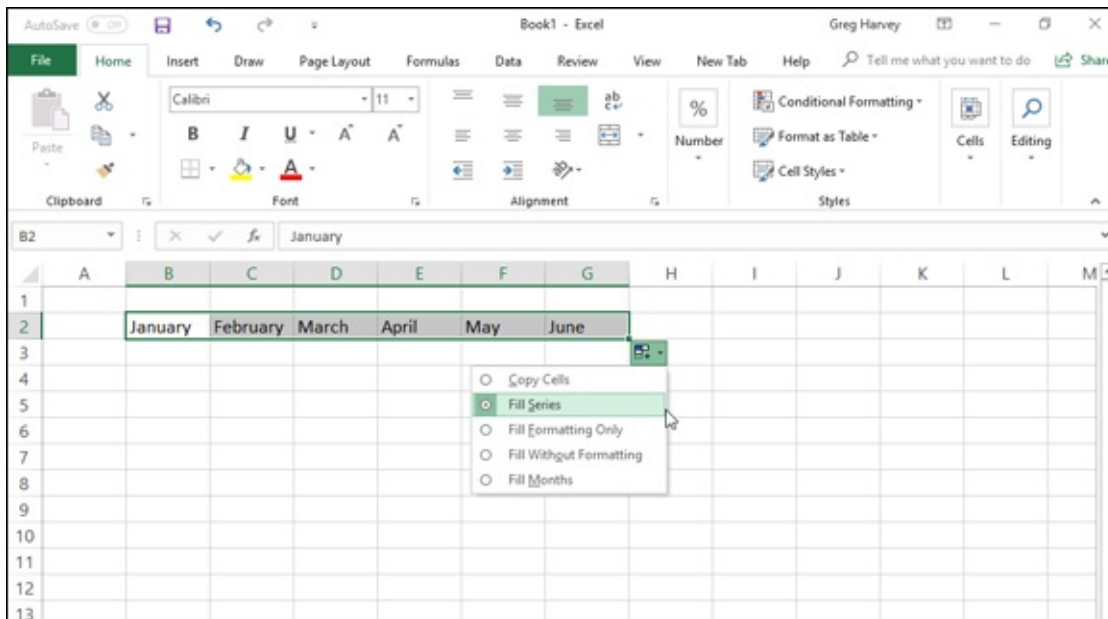 AutoSave Off Book1 - Excel Greg Harvey
File Home Insert Draw Page Layout Formulas Data Review View New Tab Help Tell me what you want to do Shar
Paste Calibri 11 ab Number Conditional Formatting Cells Editing
B I U A A % Format as Table
A Cell Styles
Clipboard Font Alignment Styles
B2 fx January
A B C D E F G H I J K L M
1
2 January February March April May June
3
4 Copy Cells
5 Fill Series
6 Fill Formatting Only
7 Fill Without Formatting
8 Fill Months
9
10
11
12
13